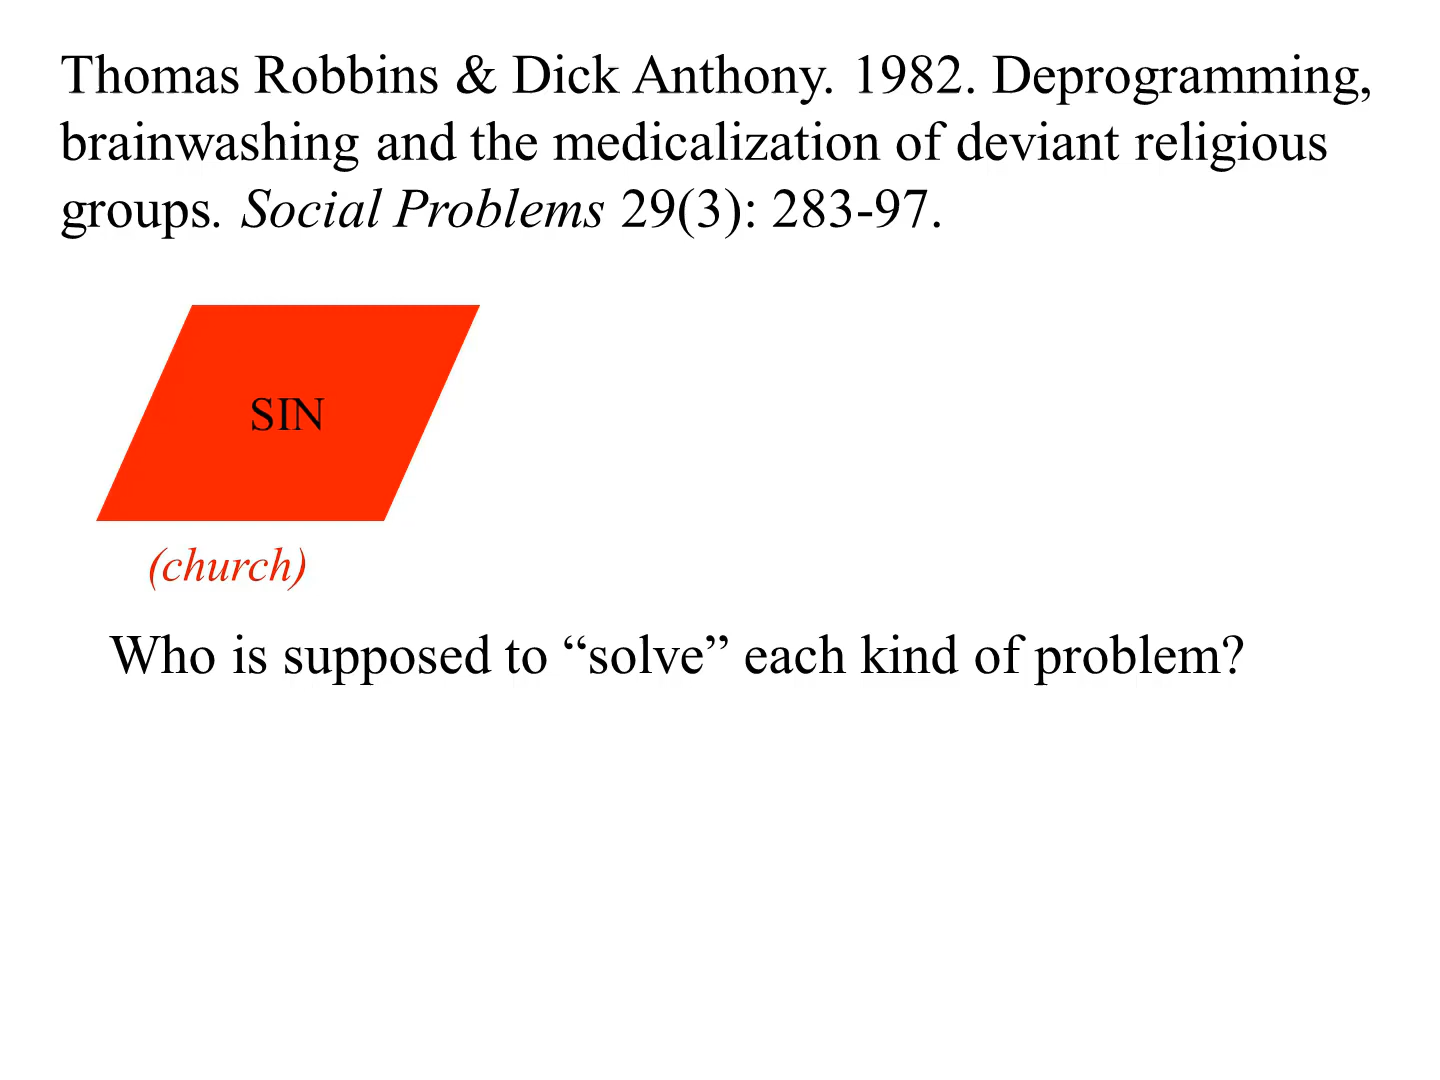 Thomas Robbins & Dick Anthony. 1982. Deprogramming,
brainwashing and the medicalization of deviant religious
groups. Social Problems 29(3): 283-97.
SIN
(church)
Who is supposed to “solve” each kind of problem?